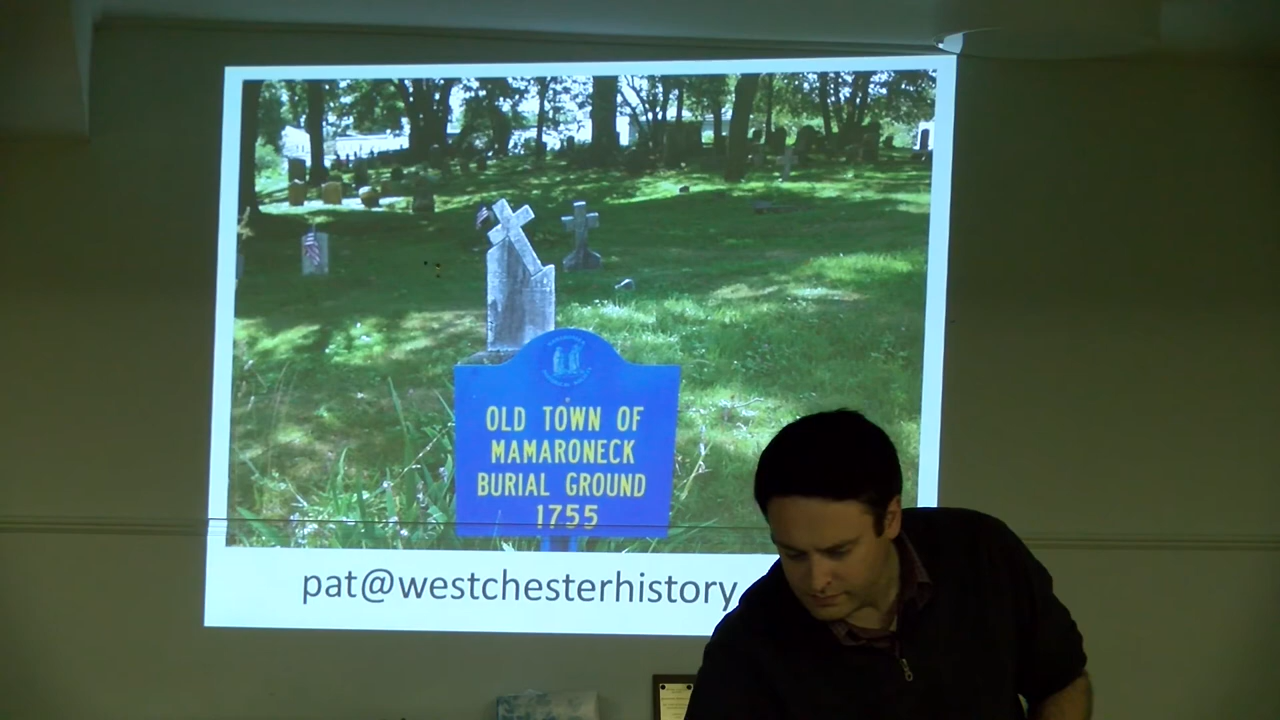 OLD TOWN OF
MAMARONECK
BURIAL GROUND
1755
pat@westchesterhistory